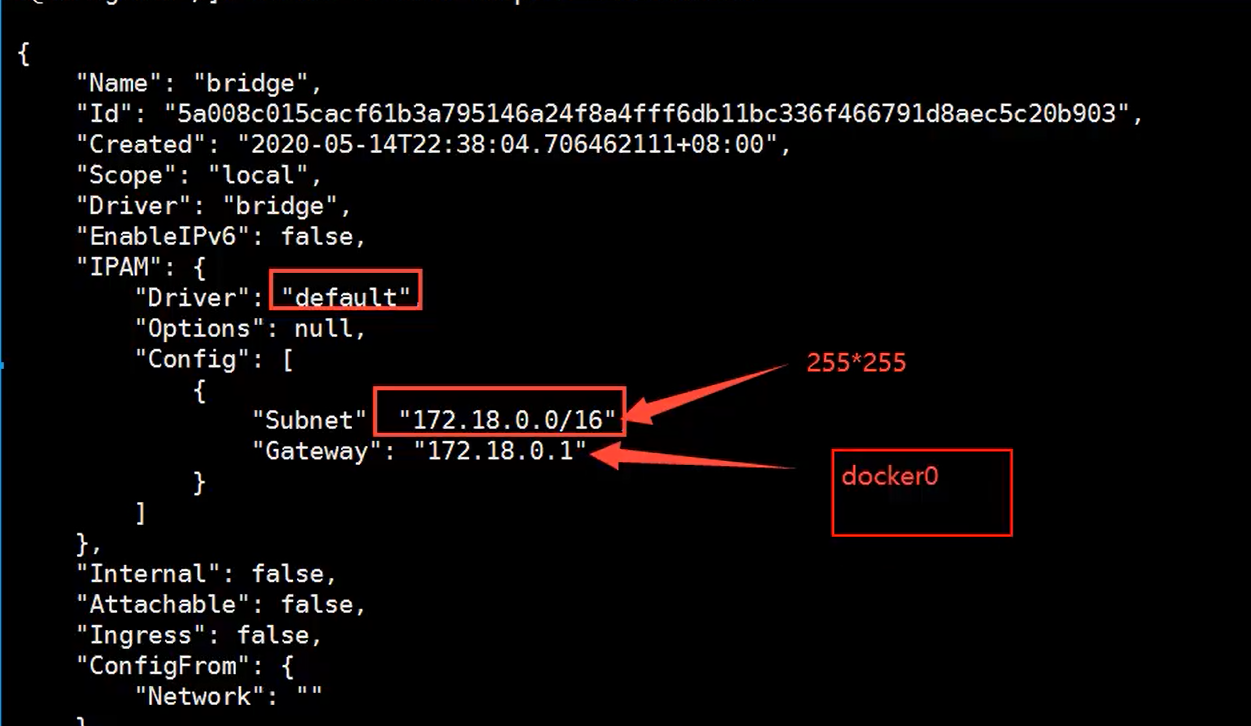 {
"Name": "bridge",
"Id": "5a008c015cacf61b3a795146a24f8a4fff6db11bc336f466791d8aec5c20b903",
"Created": "2020-05-14T22:38:04.706462111+08:00",
"Scope": "local",
"Driver": "bridge",
"EnableIPv6": false,
"IPAM": {
"Driver": "default"
"Options": null,
"Config": [
255*255
{
"Subnet" "172.18.0.0/16"
"Gateway": "172.18.0.1"
docker0
}
]
},
"Internal": false,
"Attachable": false,
"Ingress": false,
"ConfigFrom": {
"Network": ""